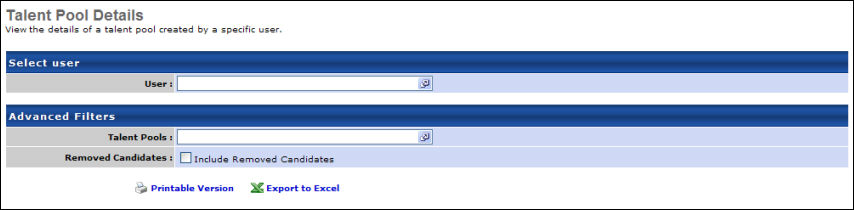 Talent Pool Details
View the details of a talent pool created by a specific user.
Select user
User :
Advanced Filters
Talent Pools :
Removed Candidates : Include Removed Candidates
Printable Version Export to Excel